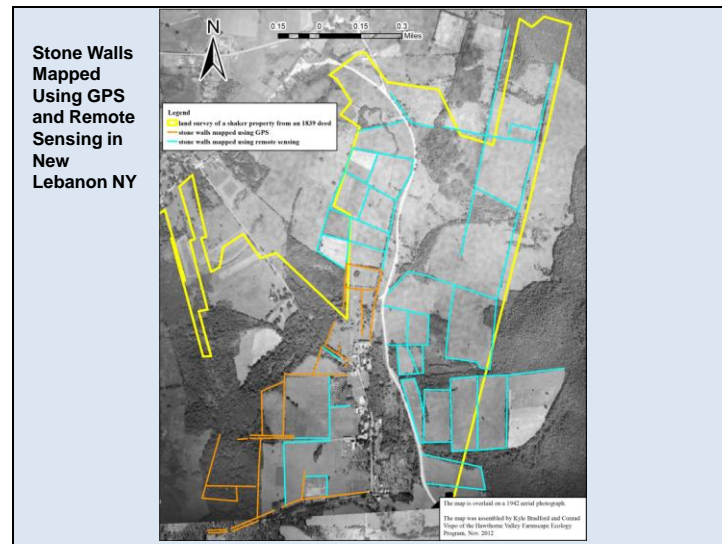 Stone Walls
Mapped
Using GPS
and Remote
Sensing in
New
Lebanon NY
N
0.15 0 0.15 0.3
Miles
Legend
land survey of a shaker property from an 1839 deed
stone walls mapped using GPS
stone walls mapped using remote sensing
The map is overlaid on a 1942 aerial photograph.
The map was assembled by Kyle Bradford and Conrad
Vispo of the Hawthorne Valley Farmscape Ecology
Program, Nov. 2012